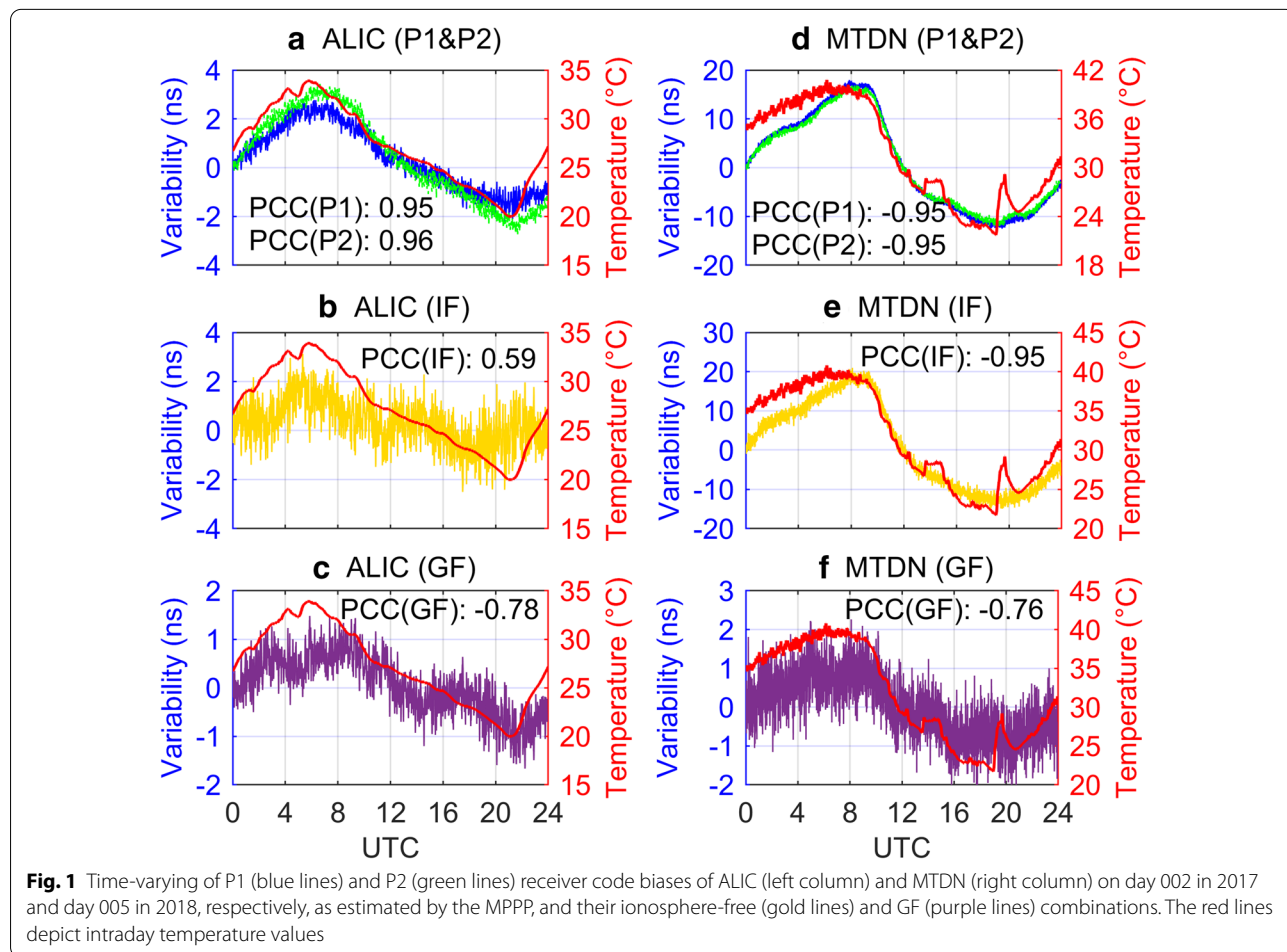 a ALIC (P1&P2)
4
2
0
-2
-4
Variability (ns)
35
30
25
20
15
Temperature (°C)
PCC(P1): 0.95
PCC(P2): 0.96
d MTDN (P1&P2)
20
10
0
-10
-20
Variability (ns)
42
36
30
24
18
Temperature (°C)
PCC(P1): -0.95
PCC(P2): -0.95
b ALIC (IF)
4
2
0
-2
-4
Variability (ns)
35
30
25
20
15
Temperature (°C)
PCC(IF): 0.59
e MTDN (IF)
30
20
10
0
-10
-20
Variability (ns)
45
40
35
30
25
20
Temperature (°C)
PCC(IF): -0.95
c ALIC (GF)
2
1
0
-1
-2
Variability (ns)
35
30
25
20
15
Temperature (°C)
PCC(GF): -0.78
0 4 8 12 16 20 24
UTC
f MTDN (GF)
3
2
1
0
-1
-2
Variability (ns)
45
40
35
30
25
20
Temperature (°C)
PCC(GF): -0.76
0 4 8 12 16 20 24
UTC
Fig. 1 Time-varying of P1 (blue lines) and P2 (green lines) receiver code biases of ALIC (left column) and MTDN (right column) on day 002 in 2017
and day 005 in 2018, respectively, as estimated by the MPPP, and their ionosphere-free (gold lines) and GF (purple lines) combinations. The red lines
depict intraday temperature values